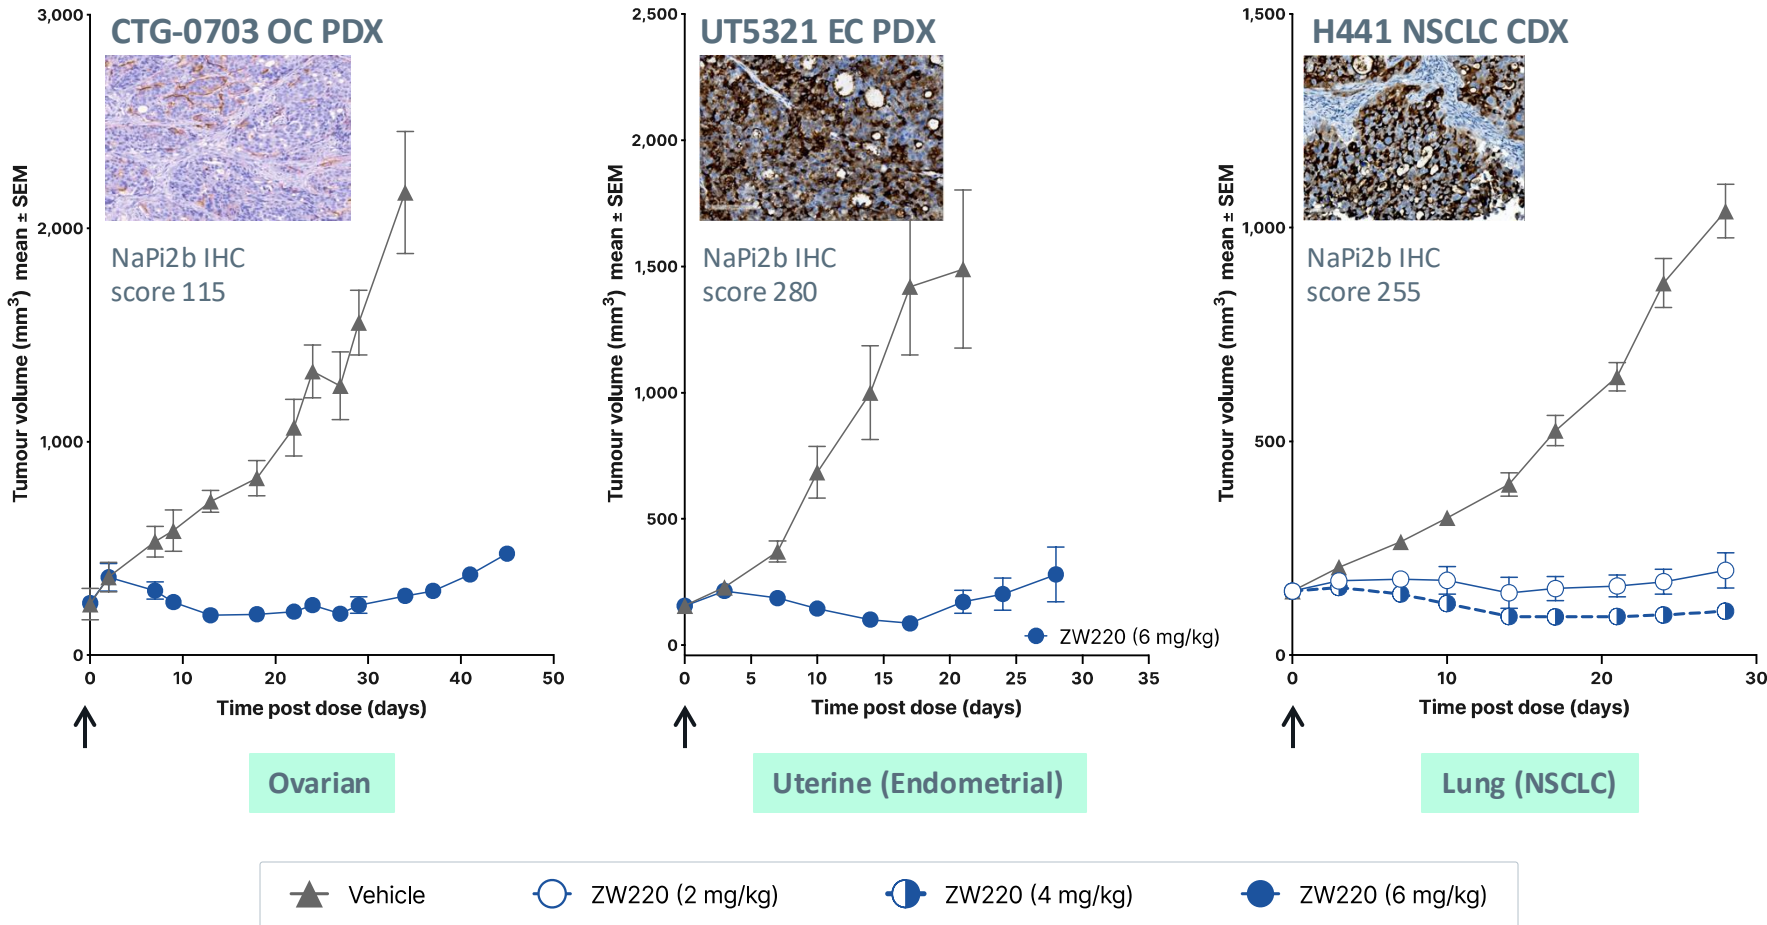 CTG-0703 OC PDX
NaPi2b IHC
score 115
Tumour volume (mm³) mean ± SEM
3,000
2,000
1,000
0
0 10 20 30 40 50
Time post dose (days)
Ovarian
UT5321 EC PDX
NaPi2b IHC
score 280
Tumour volume (mm³) mean ± SEM
2,500
2,000
1,500
1,000
500
0
ZW220 (6 mg/kg)
0 5 10 15 20 25 30 35
Time post dose (days)
Uterine (Endometrial)
H441 NSCLC CDX
NaPi2b IHC
score 255
Tumour volume (mm³) mean ± SEM
1,500
1,000
500
0
0 10 20 30
Time post dose (days)
Lung (NSCLC)
Vehicle ZW220 (2 mg/kg) ZW220 (4 mg/kg) ZW220 (6 mg/kg)